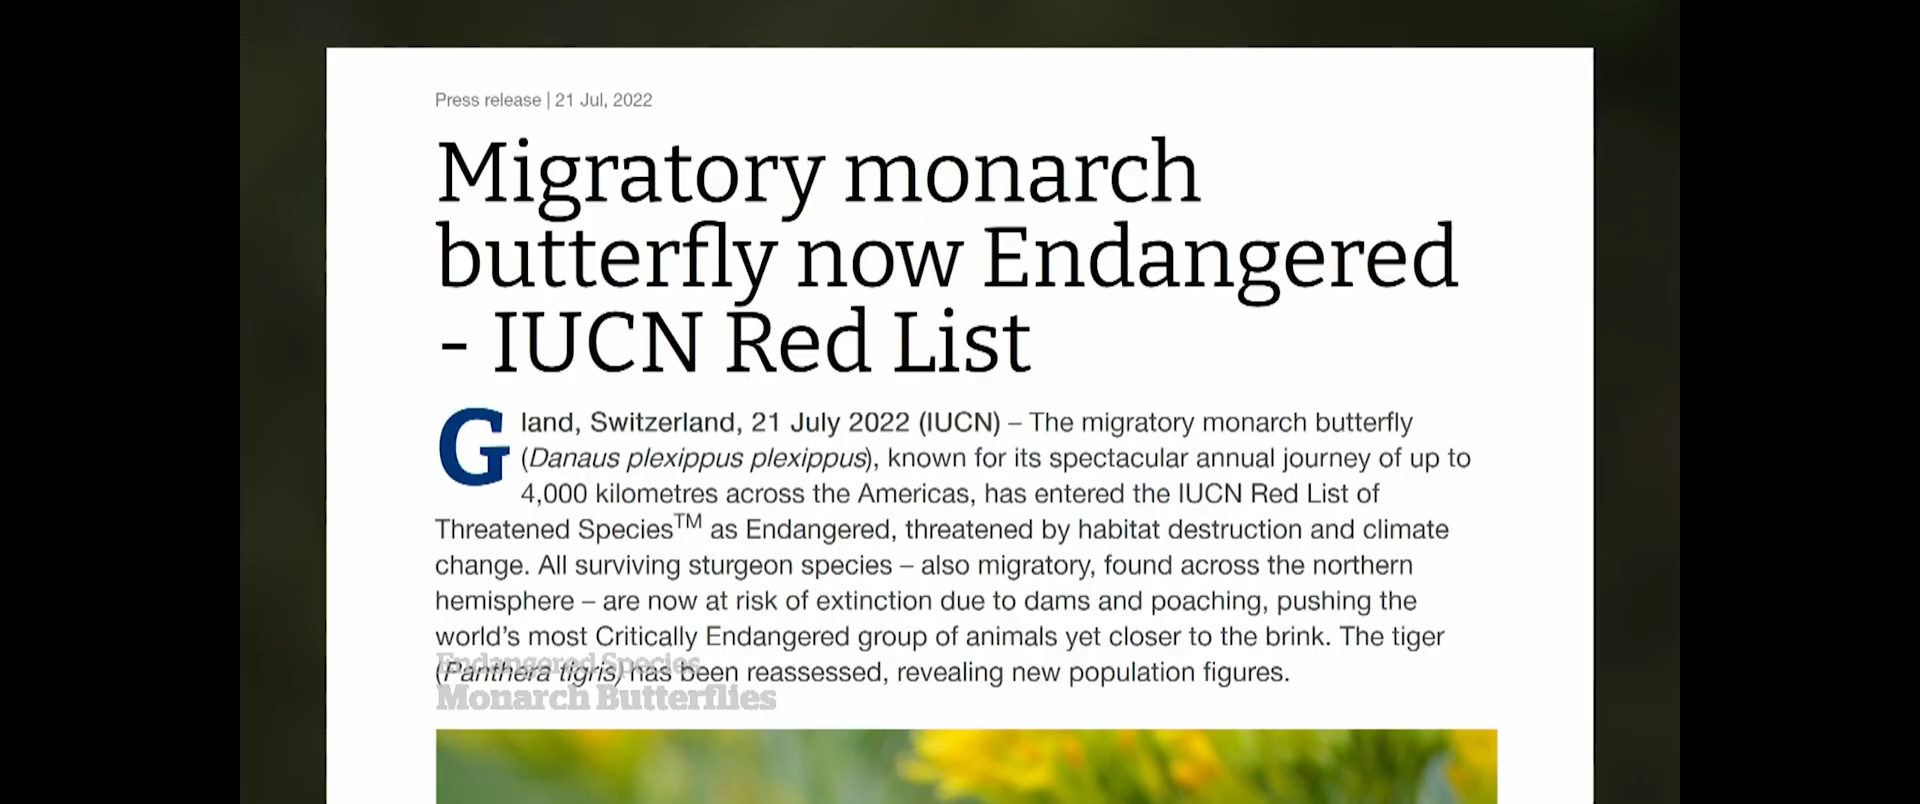 Press release | 21 Jul, 2022
Migratory monarch
butterfly now Endangered
- IUCN Red List
Gland, Switzerland, 21 July 2022 (IUCN) – The migratory monarch butterfly
(Danaus plexippus plexippus), known for its spectacular annual journey of up to
4,000 kilometres across the Americas, has entered the IUCN Red List of
Threatened Species™ as Endangered, threatened by habitat destruction and climate
change. All surviving sturgeon species – also migratory, found across the northern
hemisphere – are now at risk of extinction due to dams and poaching, pushing the
world's most Critically Endangered group of animals yet closer to the brink. The tiger
(Panthera tigris) has been reassessed, revealing new population figures.
Endangered Species
Monarch Butterflies